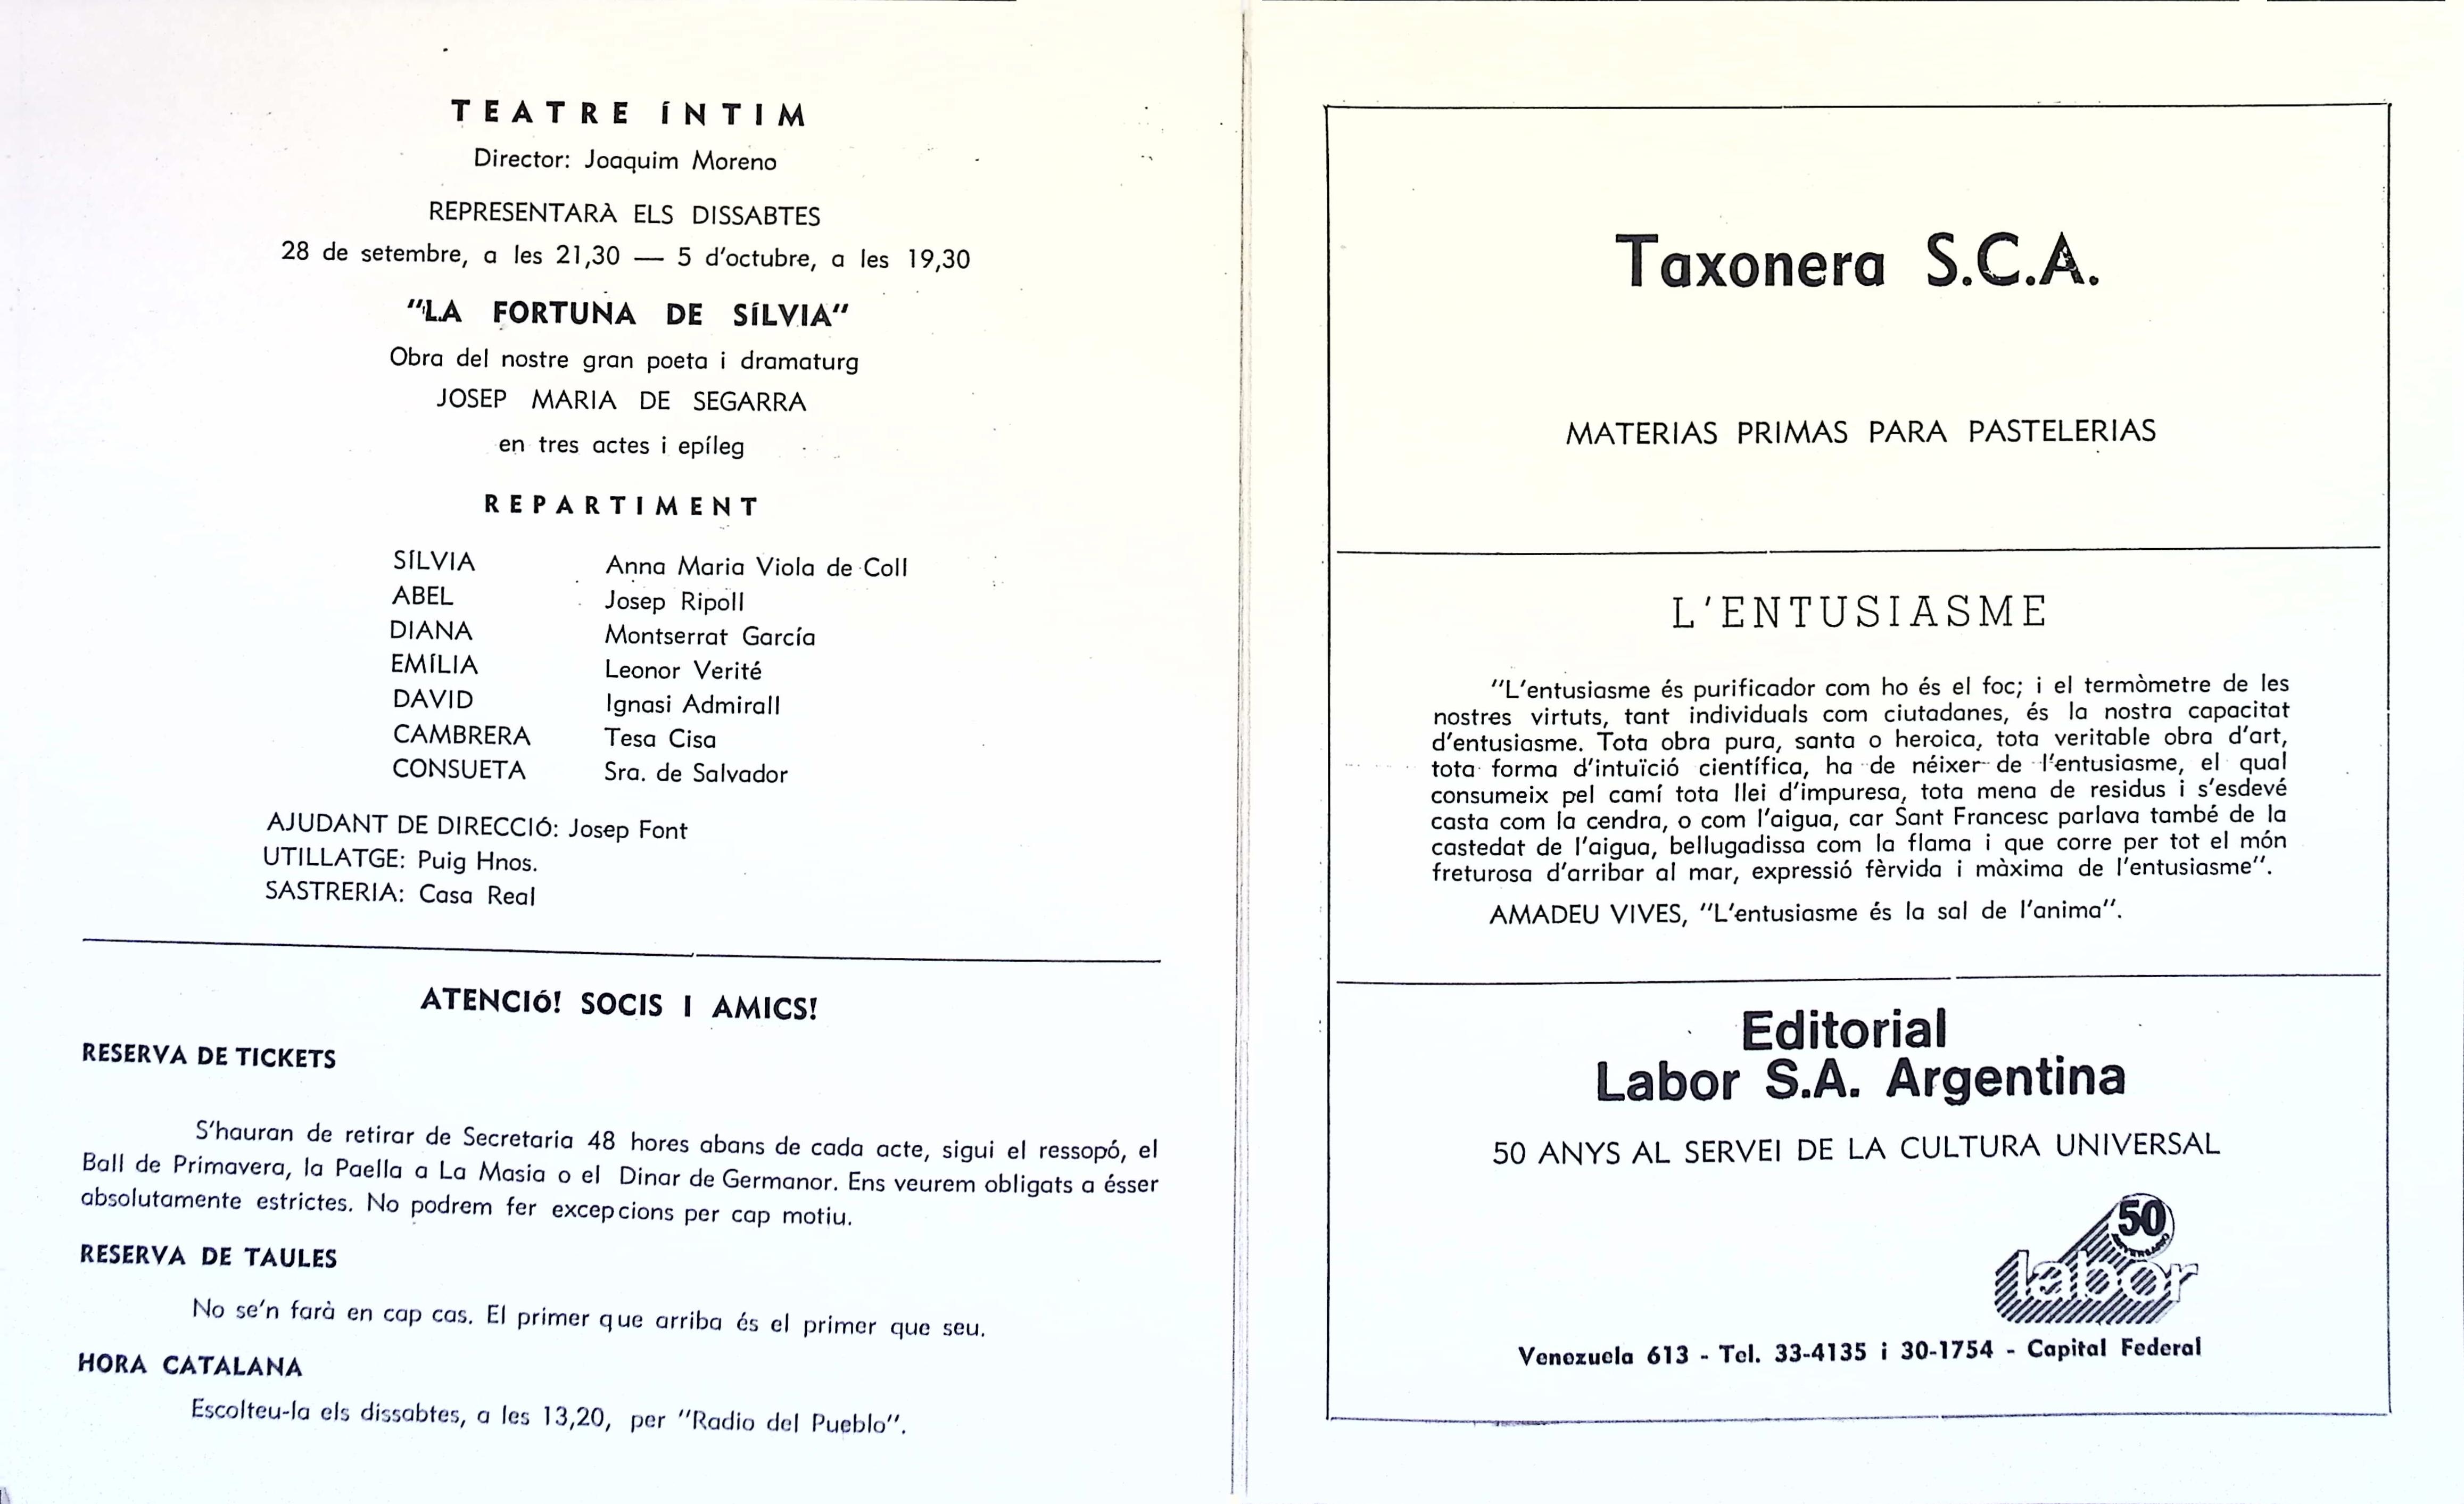 TEATRE ÍNTIM
Director: Joaquim Moreno
REPRESENTARÀ ELS DISSABTES
28 de setembre, a les 21,30 — 5 d'octubre, a les 19,30
"LA FORTUNA DE SÍLVIA"
Obra del nostre gran poeta i dramaturg
JOSEP MARIA DE SEGARRA
en tres actes i epíleg
REPARTIMENT
SÍLVIA Anna Maria Viola de Coll
ABEL Josep Ripoll
DIANA Montserrat García
EMÍLIA Leonor Verité
DAVID Ignasi Admirall
CAMBRERA Tesa Cisa
CONSUETA Sra. de Salvador
AJUDANT DE DIRECCIÓ: Josep Font
UTILLATGE: Puig Hnos.
SASTRERIA: Casa Real
ATENCIÓ! SOCIS I AMICS!
RESERVA DE TICKETS
S'hauran de retirar de Secretaria 48 hores abans de cada acte, sigui el ressopó, el
Ball de Primavera, la Paella a La Masia o el Dinar de Germanor. Ens veurem obligats a ésser
absolutamente estrictes. No podrem fer excepcions per cap motiu.
RESERVA DE TAULES
No se'n farà en cap cas. El primer que arriba és el primer que seu.
HORA CATALANA
Escolteu-la els dissabtes, a les 13,20, per "Radio del Pueblo".
Taxonera S.C.A.
MATERIAS PRIMAS PARA PASTELERIAS
L'ENTUSIASME
"L'entusiasme és purificador com ho és el foc; i el termòmetre de les
nostres virtuts, tant individuals com ciutadanes, és la nostra capacitat
d'entusiasme. Tota obra pura, santa o heroica, tota veritable obra d'art,
tota forma d'intuïció científica, ha de néixer de l'entusiasme, el qual
consumeix pel camí tota llei d'impuresa, tota mena de residus i s'esdevé
casta com la cendra, o com l'aigua, car Sant Francesc parlava també de la
castedat de l'aigua, bellugadissa com la flama i que corre per tot el món
freturosa d'arribar al mar, expressió fèrvida i màxima de l'entusiasme".
AMADEU VIVES, "L'entusiasme és la sal de l'anima".
Editorial
Labor S.A. Argentina
50 ANYS AL SERVEI DE LA CULTURA UNIVERSAL
50
ANIVERSARIO
labor
Venezuela 613 - Tel. 33-4135 i 30-1754 - Capital Federal